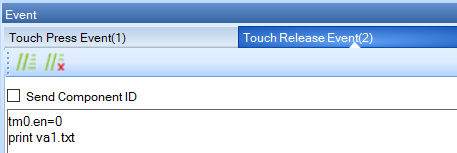 Event
Touch Press Event(1)
Touch Release Event(2)
Send Component ID
tm0.en=0
print va1.txt